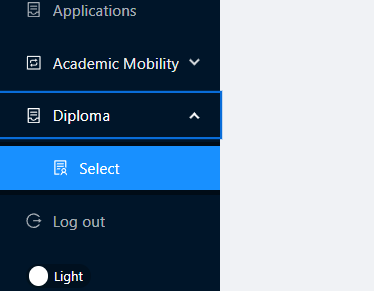 Applications
Academic Mobility
Diploma
Select
Log out
Light